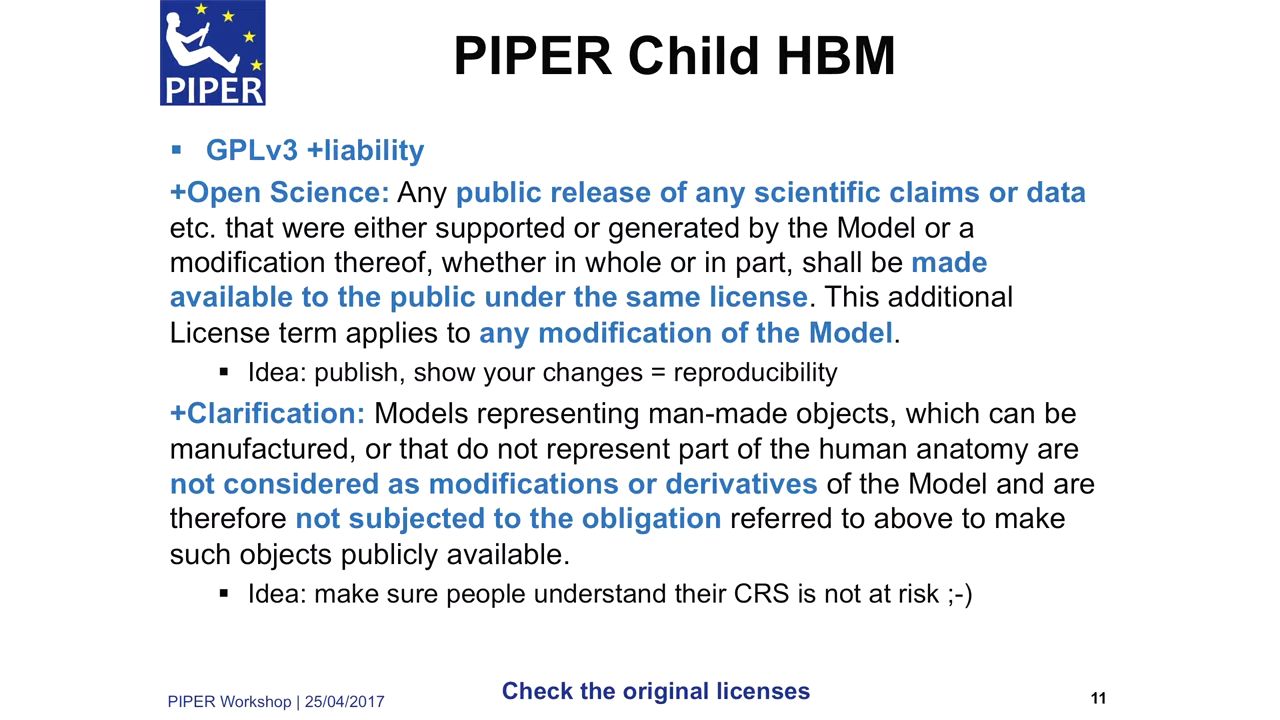 PIPER
PIPER Child HBM
▪ GPLv3 +liability
+Open Science: Any public release of any scientific claims or data
etc. that were either supported or generated by the Model or a
modification thereof, whether in whole or in part, shall be made
available to the public under the same license. This additional
License term applies to any modification of the Model.
▪ Idea: publish, show your changes = reproducibility
+Clarification: Models representing man-made objects, which can be
manufactured, or that do not represent part of the human anatomy are
not considered as modifications or derivatives of the Model and are
therefore not subjected to the obligation referred to above to make
such objects publicly available.
▪ Idea: make sure people understand their CRS is not at risk ;-)
PIPER Workshop | 25/04/2017
Check the original licenses
11